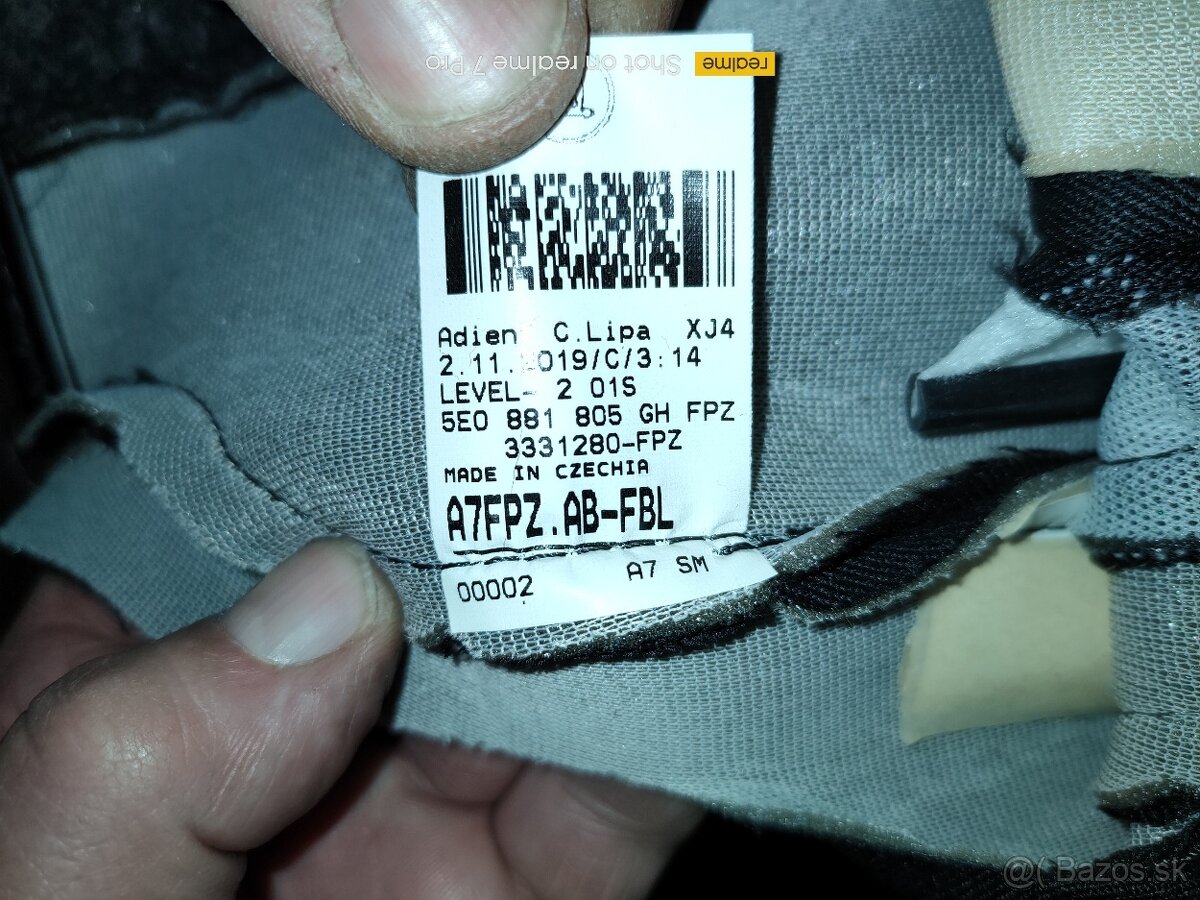 Shot on realme 7 Pro
realme
Adient C.Lipa XJ4
2.11.2019/C/3:14
LEVEL- 2 01S
5E0 881 805 GH FPZ
3331280-FPZ
MADE IN CZECHIA
A7FPZ.AB-FBL
00002 A7 SM
Bazos.sk